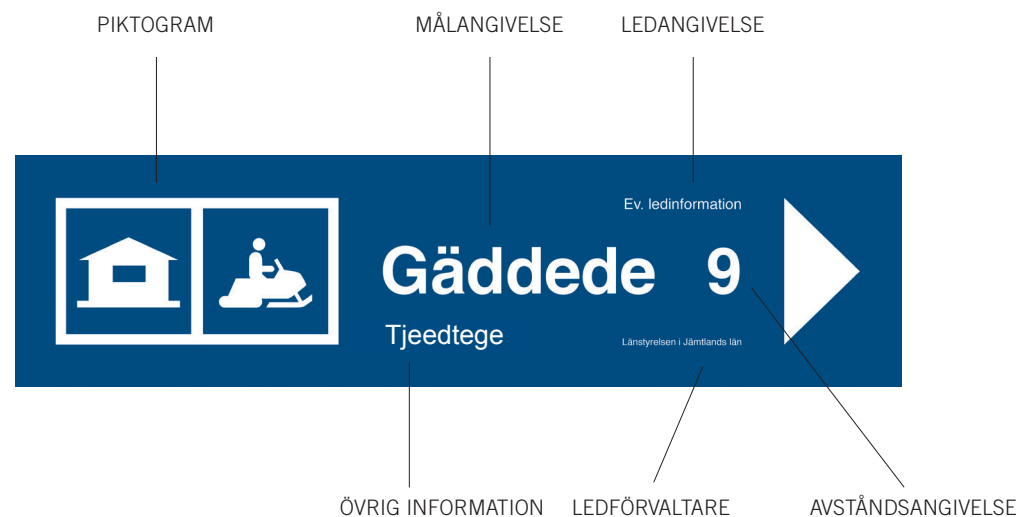 PIKTOGRAM MÅLANGIVELSE LEDANGIVELSE
Ev. ledinformation
Gäddede 9
Tjeedtege
Länstyrelsen i Jämtlands län
ÖVRIG INFORMATION LEDFÖRVALTARE AVSTÅNDSANGIVELSE